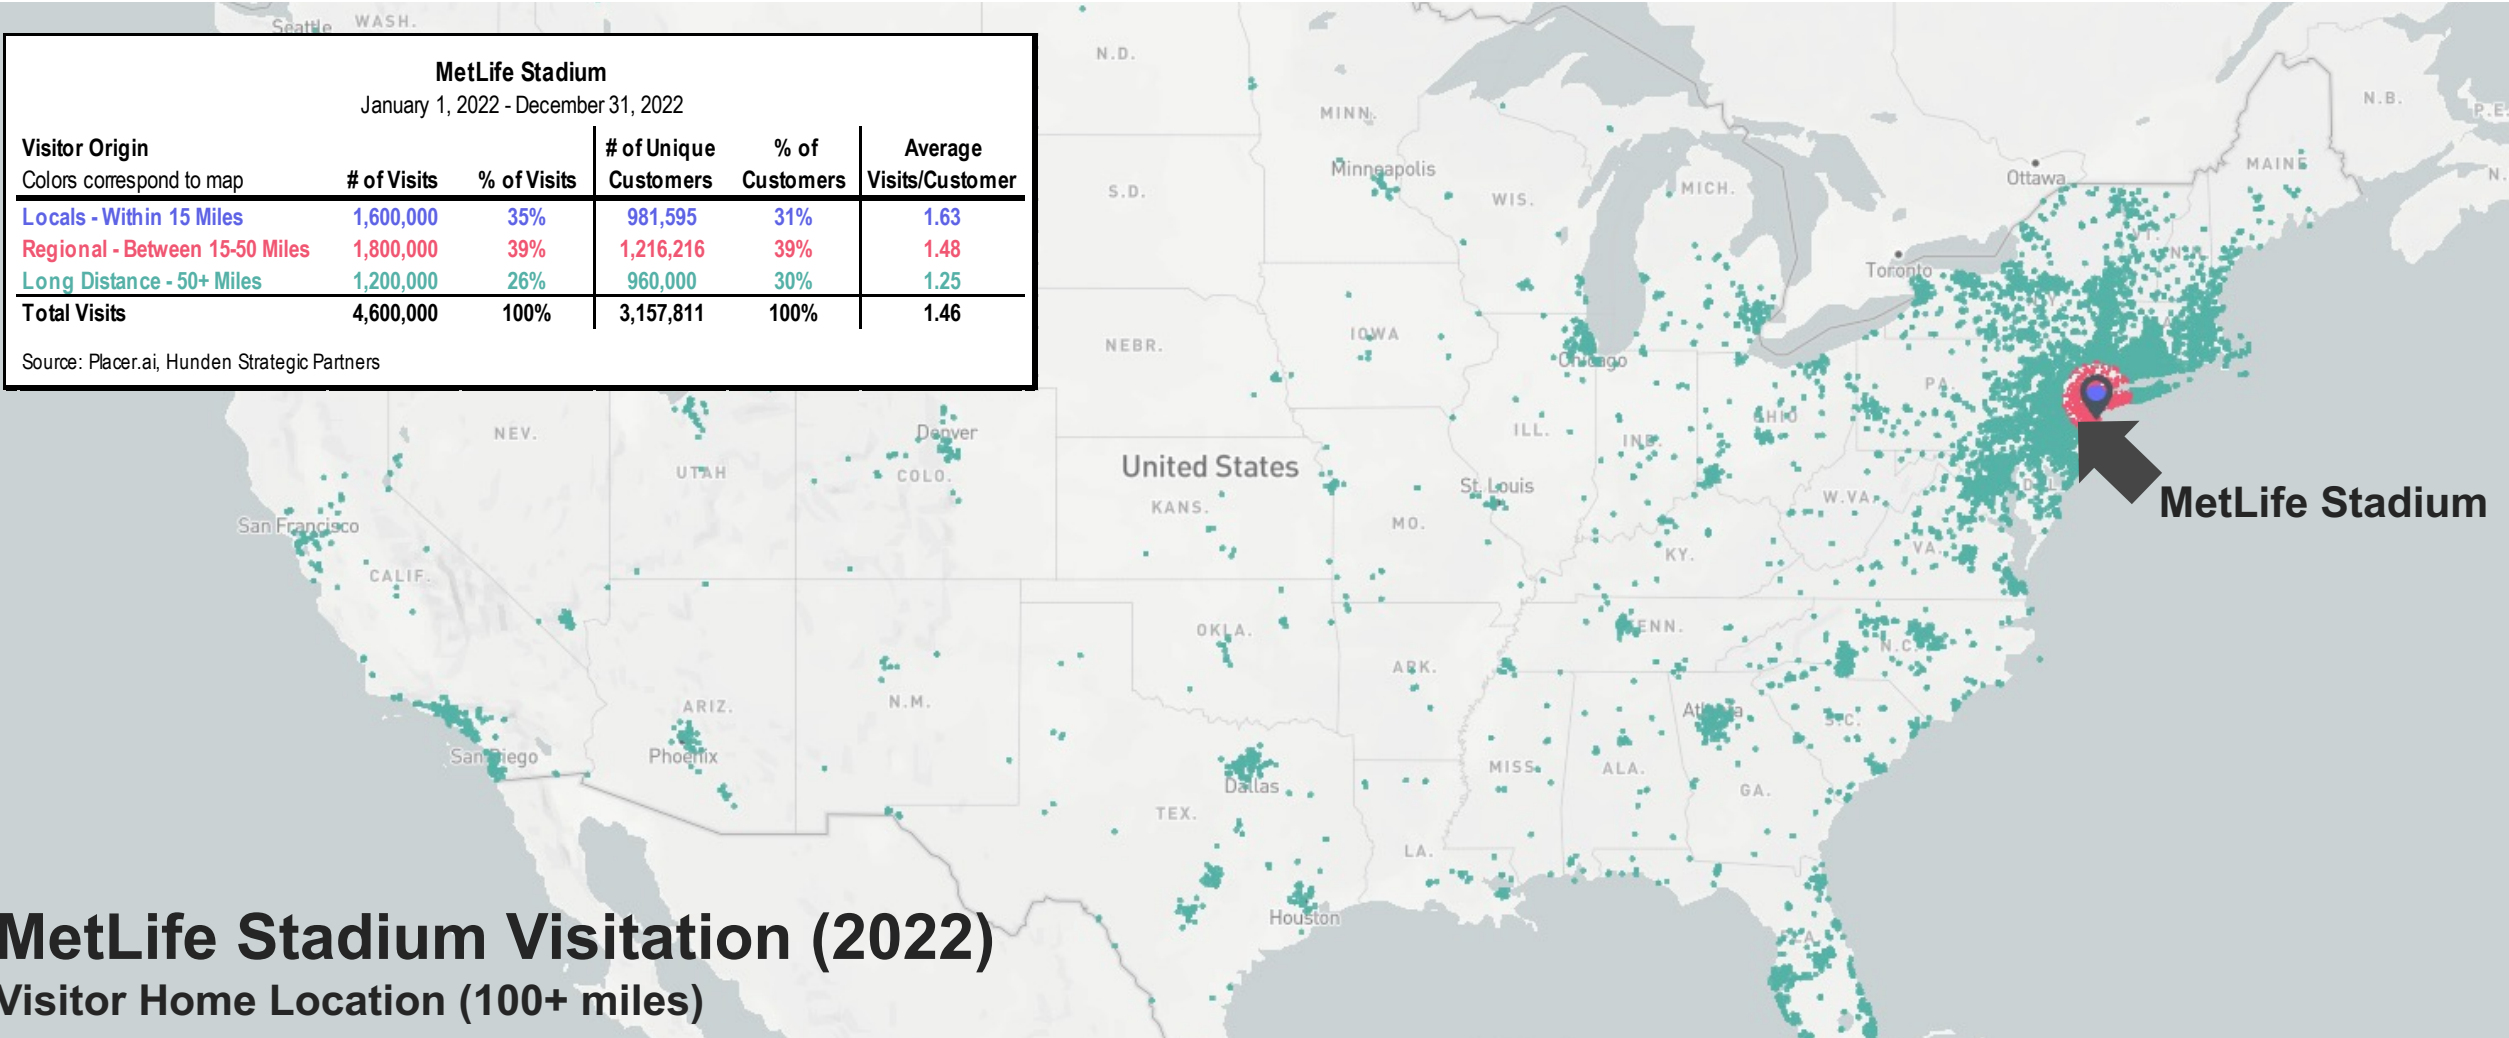 Seattle
WASH.
MetLife Stadium
January 1, 2022 - December 31, 2022
Visitor Origin
Colors correspond to map
# of Visits
% of Visits
# of Unique Customers
% of Customers
Average Visits/Customer
Locals - Within 15 Miles 1,600,000 35% 981,595 31% 1.63
Regional - Between 15-50 Miles 1,800,000 39% 1,216,216 39% 1.48
Long Distance - 50+ Miles 1,200,000 26% 960,000 30% 1.25
Total Visits 4,600,000 100% 3,157,811 100% 1.46
Source: Placer.ai, Hunden Strategic Partners
N.D.
MINN.
Minneapolis
S.D.
WIS.
MICH.
Ottawa
Toronto
MAINE
N.B.
P.E.
N.
VT.
NEBR.
IOWA
Chicago
PA.
OHIO
ILL.
IND.
NEV.
UTAH
Denver
COLO.
United States
KANS.
St. Louis
MO.
W.VA.
MetLife Stadium
San Francisco
CALIF.
KY.
VA.
OKLA.
TENN.
N.C.
ARK.
ARIZ.
N.M.
Atlanta
S.C.
San Diego
Phoenix
Dallas
MISS.
ALA.
GA.
TEX.
LA.
Houston
MetLife Stadium Visitation (2022)
Visitor Home Location (100+ miles)